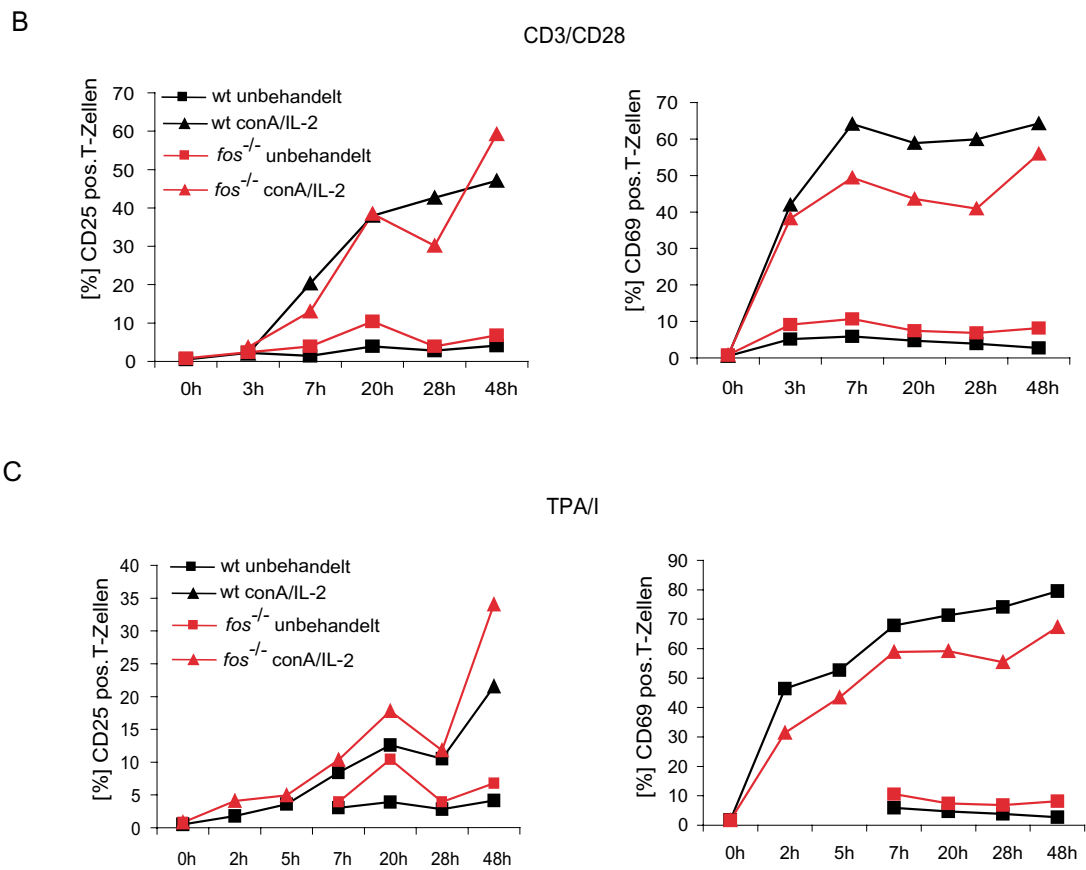 B
CD3/CD28
[%] CD25 pos.T-Zellen
70
60
50
40
30
20
10
0
wt unbehandelt
wt conA/IL-2
fos-/- unbehandelt
fos-/- conA/IL-2
0h 3h 7h 20h 28h 48h
[%] CD69 pos.T-Zellen
70
60
50
40
30
20
10
0
0h 3h 7h 20h 28h 48h
C
TPA/I
[%] CD25 pos.T-Zellen
40
35
30
25
20
15
10
5
0
wt unbehandelt
wt conA/IL-2
fos-/- unbehandelt
fos-/- conA/IL-2
0h 2h 5h 7h 20h 28h 48h
[%] CD69 pos.T-Zellen
90
80
70
60
50
40
30
20
10
0
0h 2h 5h 7h 20h 28h 48h